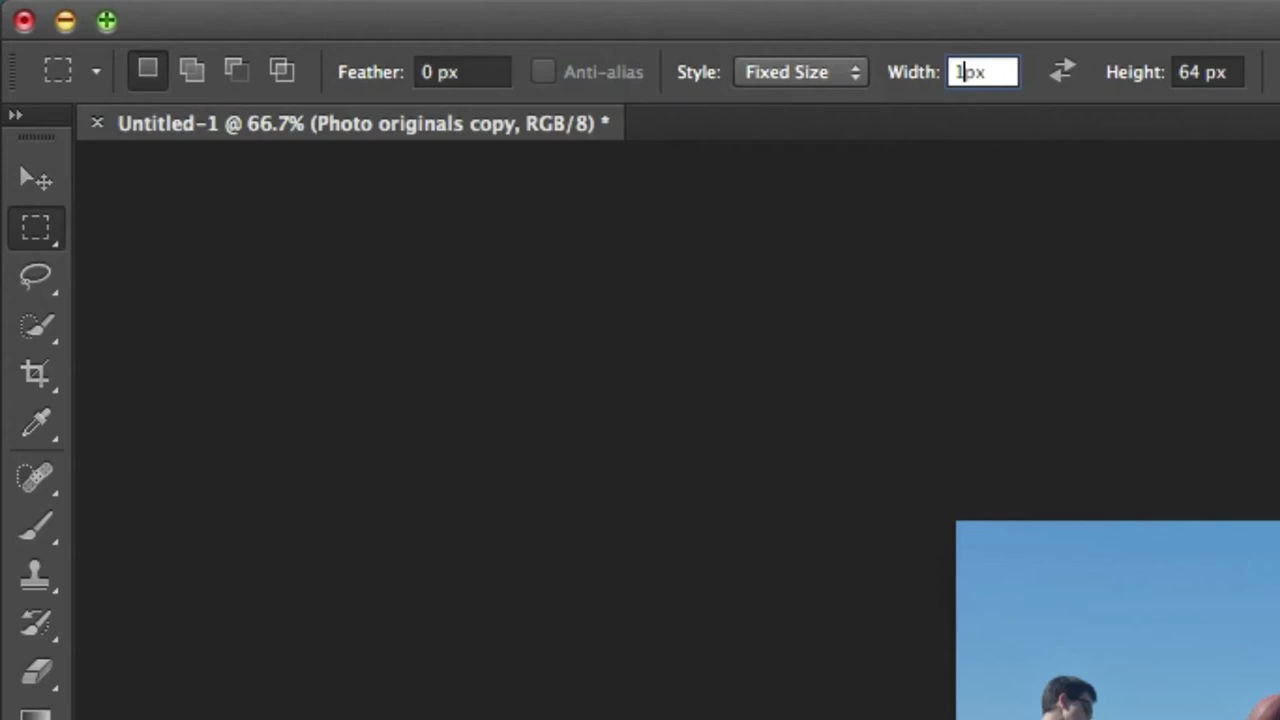 Feather: 0 px Anti-alias Style: Fixed Size Width: 1px Height: 64 px
× Untitled-1 @ 66.7% (Photo originals copy, RGB/8) *